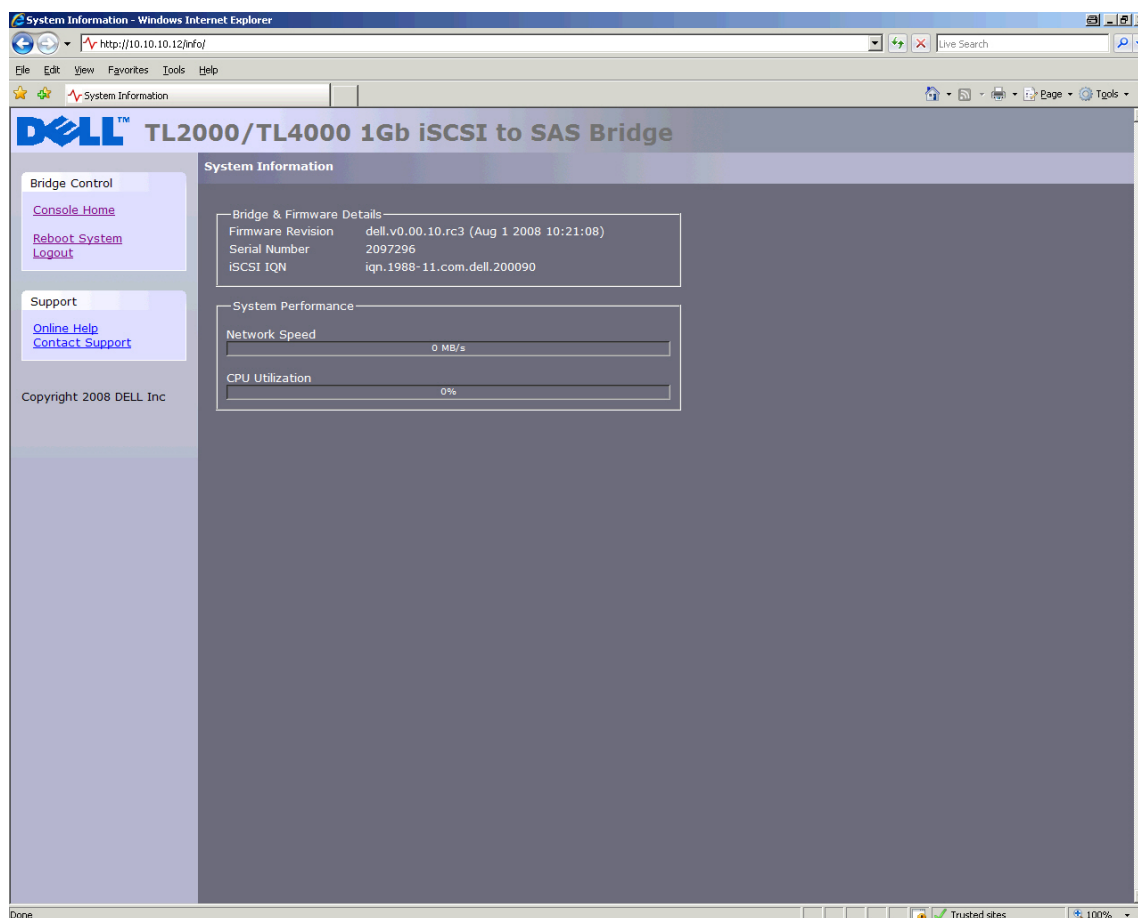 System Information - Windows Internet Explorer
http://10.10.10.12/info/
Live Search
File Edit View Favorites Tools Help
System Information
Page Tools
DELL™ TL2000/TL4000 1Gb iSCSI to SAS Bridge
System Information
Bridge Control
Console Home
Reboot System
Logout
Support
Online Help
Contact Support
Copyright 2008 DELL Inc
Bridge & Firmware Details
Firmware Revision dell.v0.00.10.rc3 (Aug 1 2008 10:21:08)
Serial Number 2097296
iSCSI IQN iqn.1988-11.com.dell.200090
System Performance
Network Speed
0 MB/s
CPU Utilization
0%
Done
Trusted sites
100%